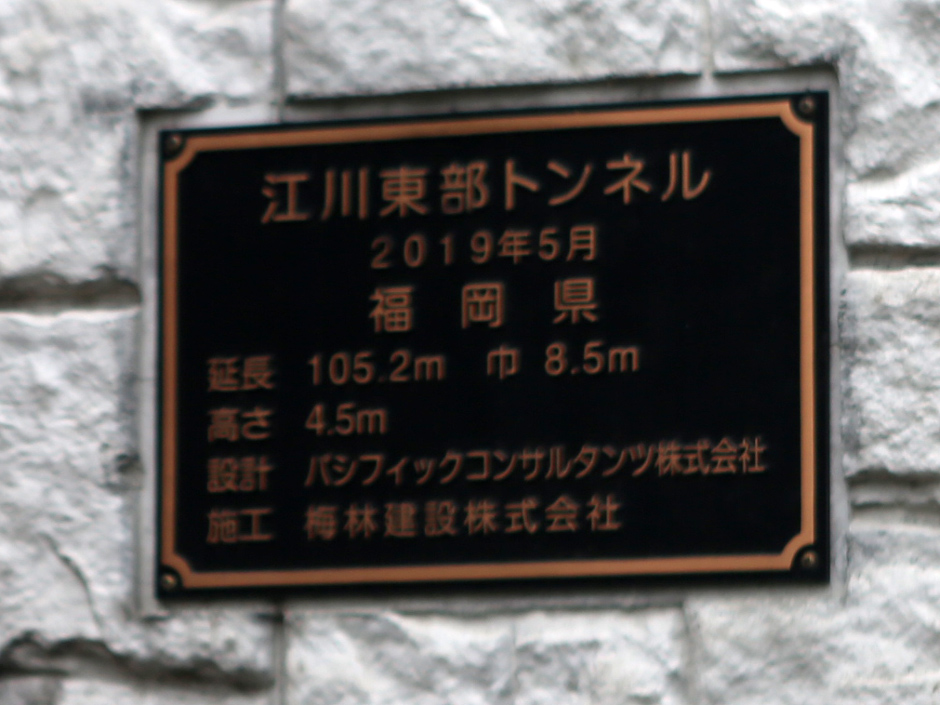 江川東部トンネル
2019年5月
福岡県
延長 105.2m 巾 8.5m
高さ 4.5m
設計 パシフィックコンサルタンツ株式会社
施工 梅林建設株式会社